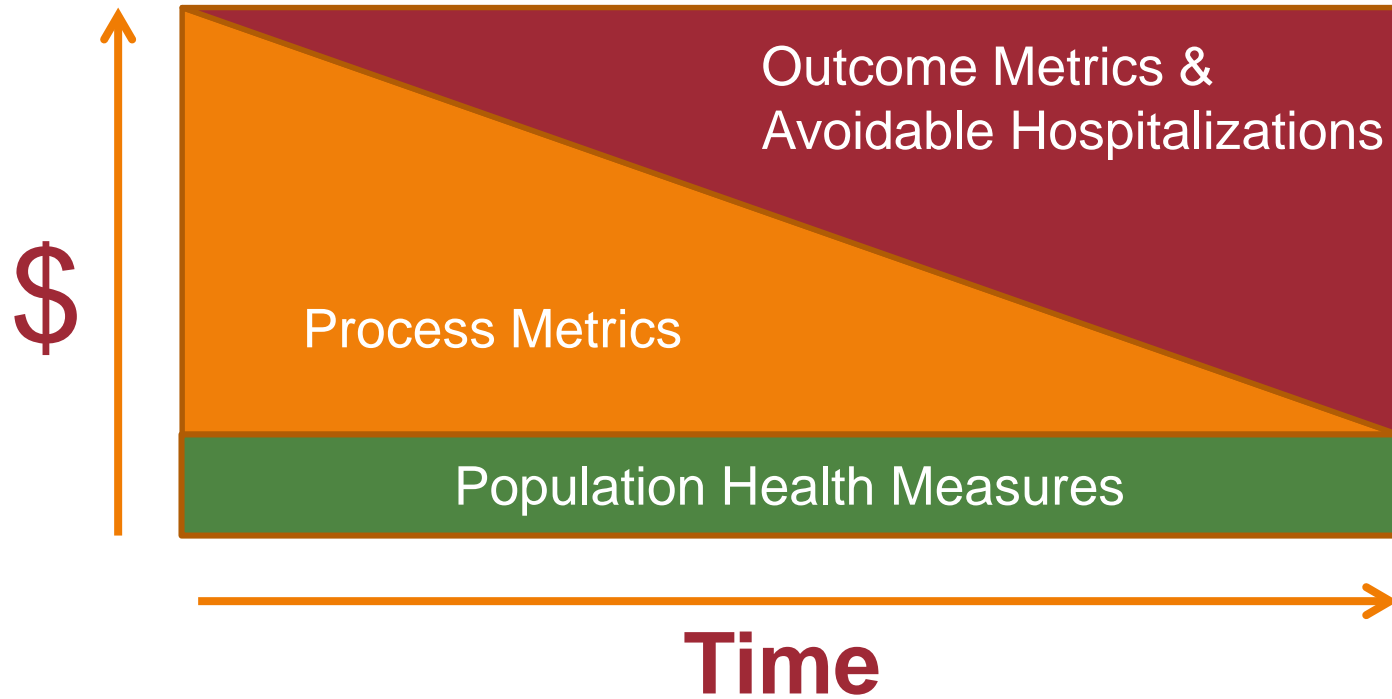 Outcome Metrics &
Avoidable Hospitalizations
$
Process Metrics
Population Health Measures
Time